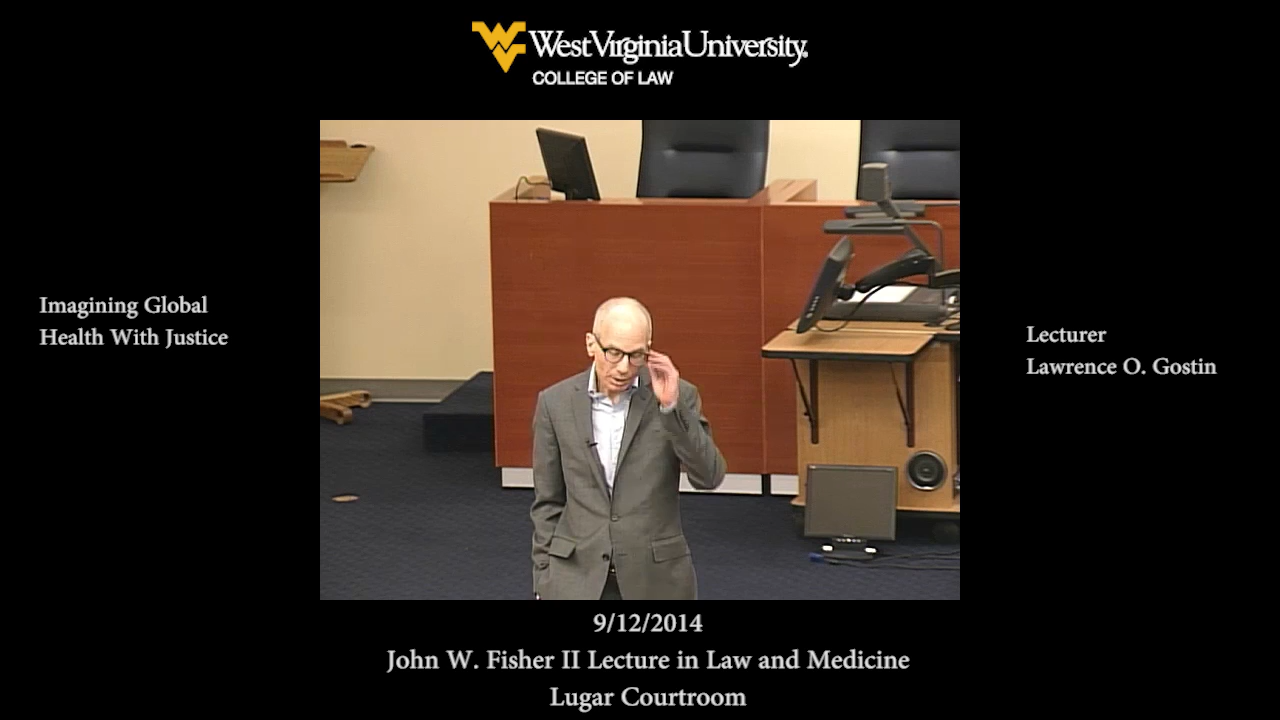 West Virginia University.
COLLEGE OF LAW
Imagining Global
Health With Justice
Lecturer
Lawrence O. Gostin
9/12/2014
John W. Fisher II Lecture in Law and Medicine
Lugar Courtroom